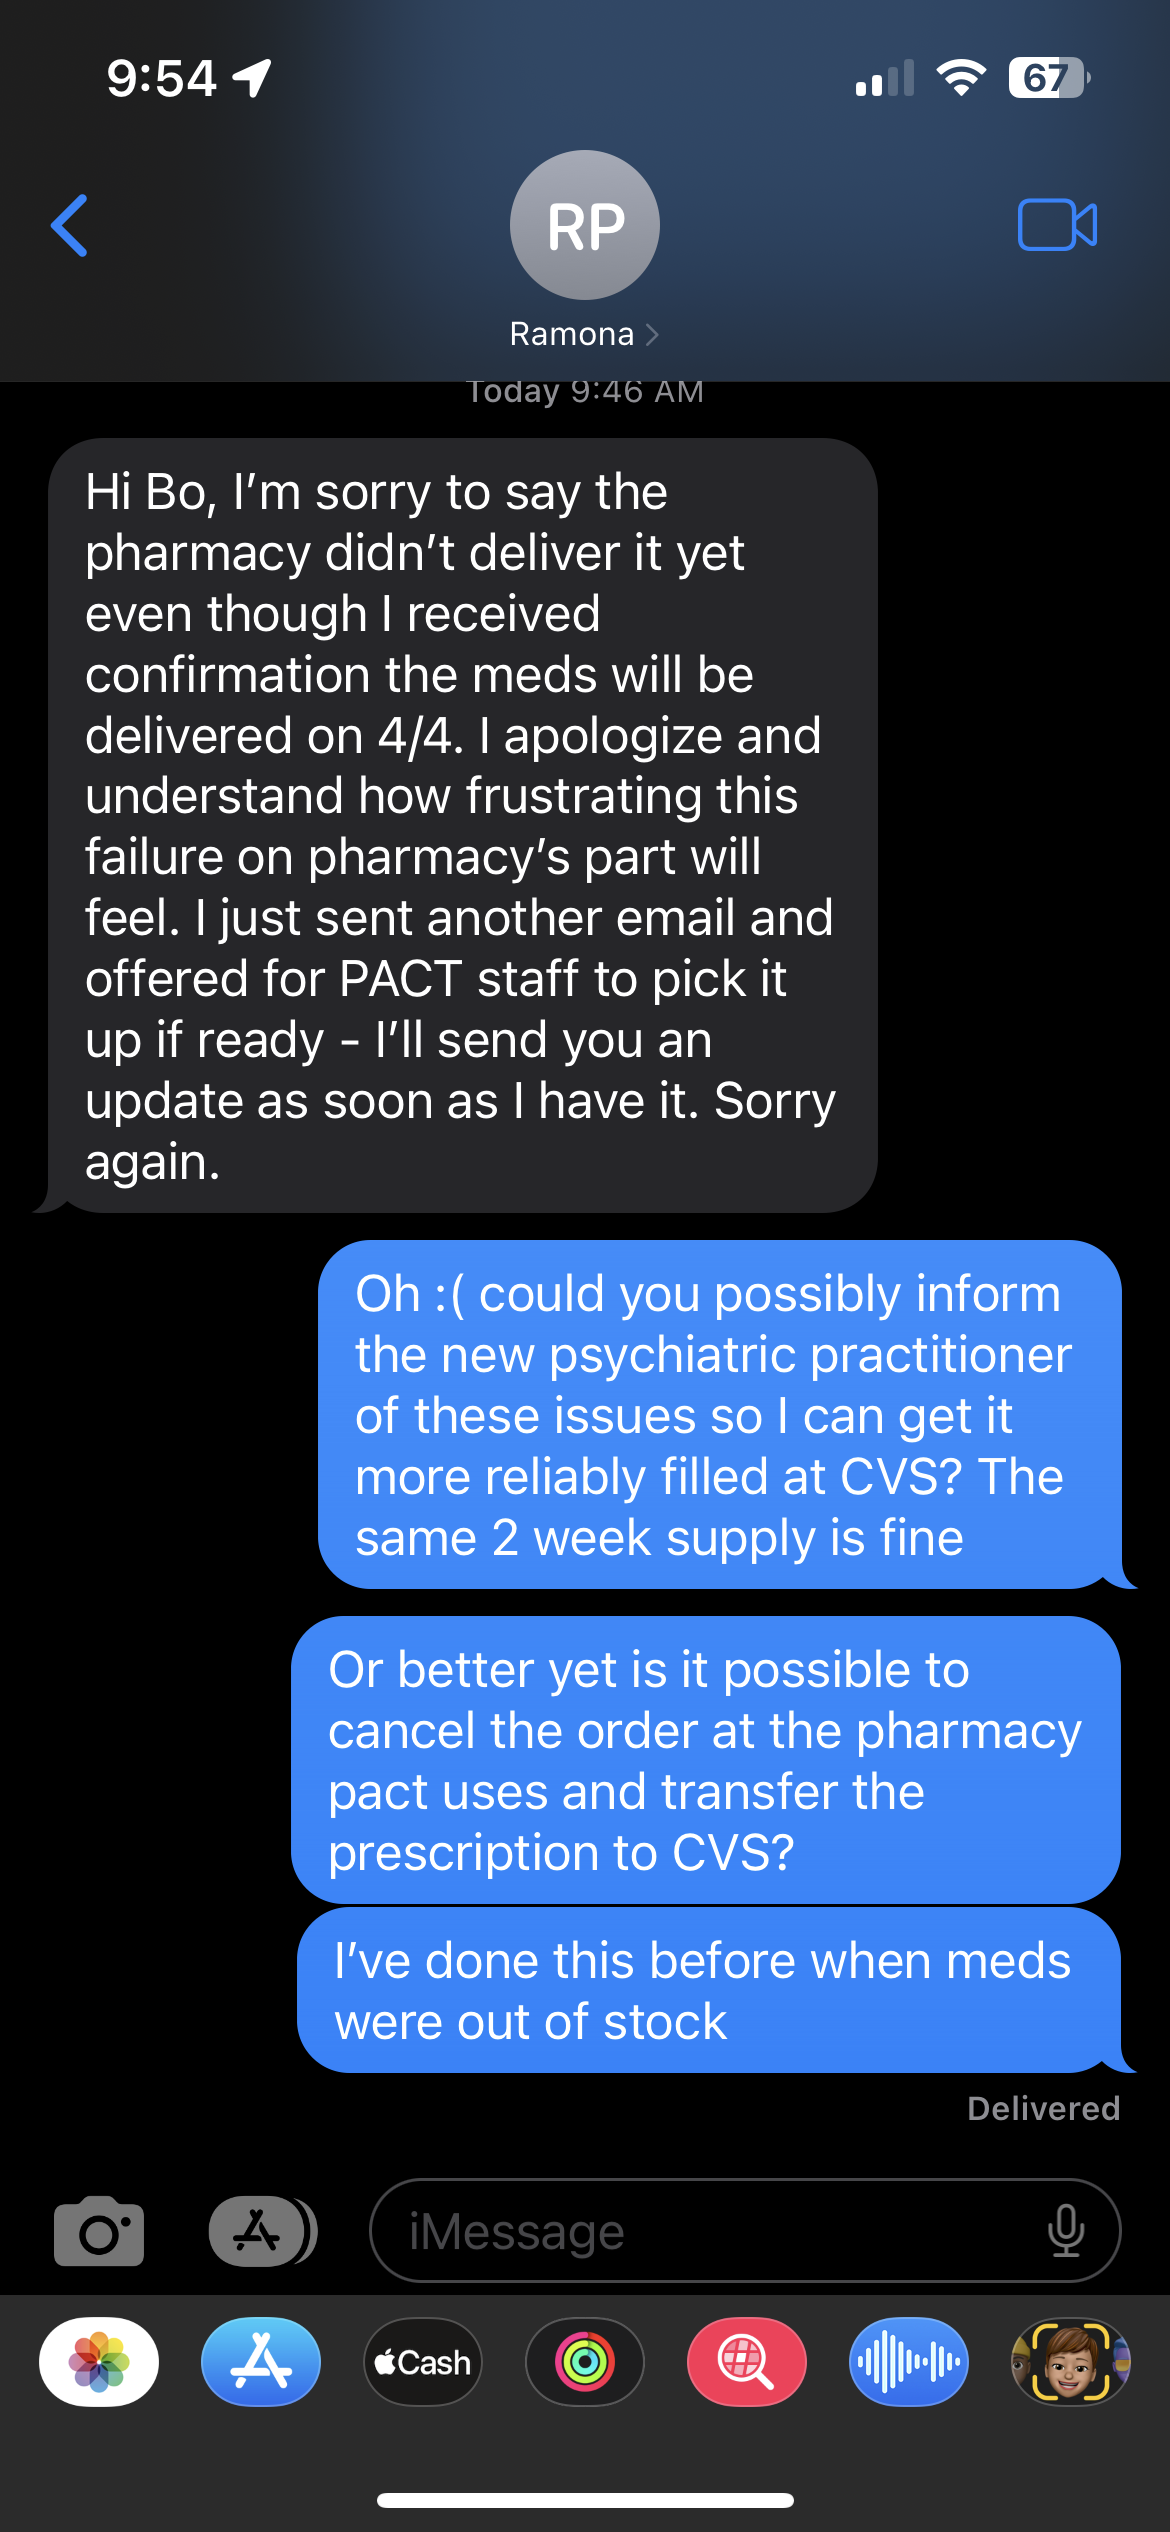 9:54
67
RP
Ramona
Today 9:46 AM
Hi Bo, I’m sorry to say the
pharmacy didn’t deliver it yet
even though I received
confirmation the meds will be
delivered on 4/4. I apologize and
understand how frustrating this
failure on pharmacy’s part will
feel. I just sent another email and
offered for PACT staff to pick it
up if ready - I’ll send you an
update as soon as I have it. Sorry
again.
Oh :( could you possibly inform
the new psychiatric practitioner
of these issues so I can get it
more reliably filled at CVS? The
same 2 week supply is fine
Or better yet is it possible to
cancel the order at the pharmacy
pact uses and transfer the
prescription to CVS?
I’ve done this before when meds
were out of stock
Delivered
iMessage
Cash